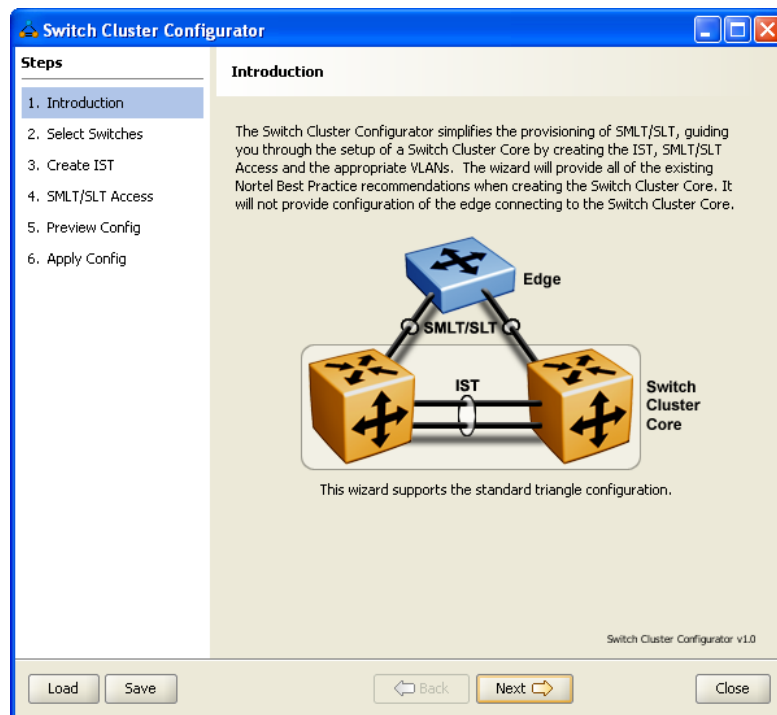 Switch Cluster Configurator
Steps
1. Introduction
2. Select Switches
3. Create IST
4. SMLT/SLT Access
5. Preview Config
6. Apply Config
Introduction
The Switch Cluster Configurator simplifies the provisioning of SMLT/SLT, guiding
you through the setup of a Switch Cluster Core by creating the IST, SMLT/SLT
Access and the appropriate VLANs.  The wizard will provide all of the existing
Nortel Best Practice recommendations when creating the Switch Cluster Core. It
will not provide configuration of the edge connecting to the Switch Cluster Core.
Edge
SMLT/SLT
IST
Switch
Cluster
Core
This wizard supports the standard triangle configuration.
Switch Cluster Configurator v1.0
Load
Save
Back
Next
Close